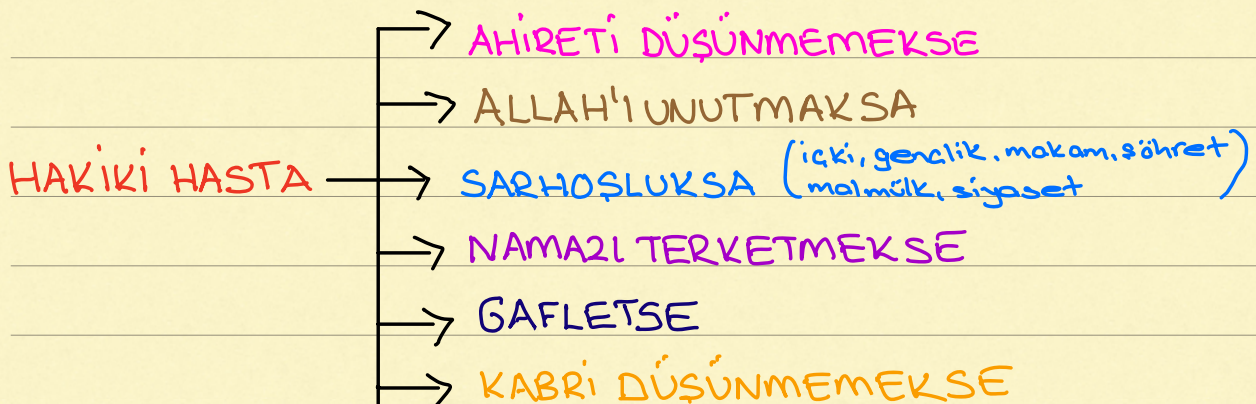 AHİRETİ DÜŞÜNMEMEKSE
ALLAH'I UNUTMAKSA
HAKİKİ HASTA
SARHOŞLUKSA (içki, gençlik, makam, şöhret
malmülk, siyaset)
NAMAZI TERKETMEKSE
GAFLETSE
KABRİ DÜŞÜNMEMEKSE